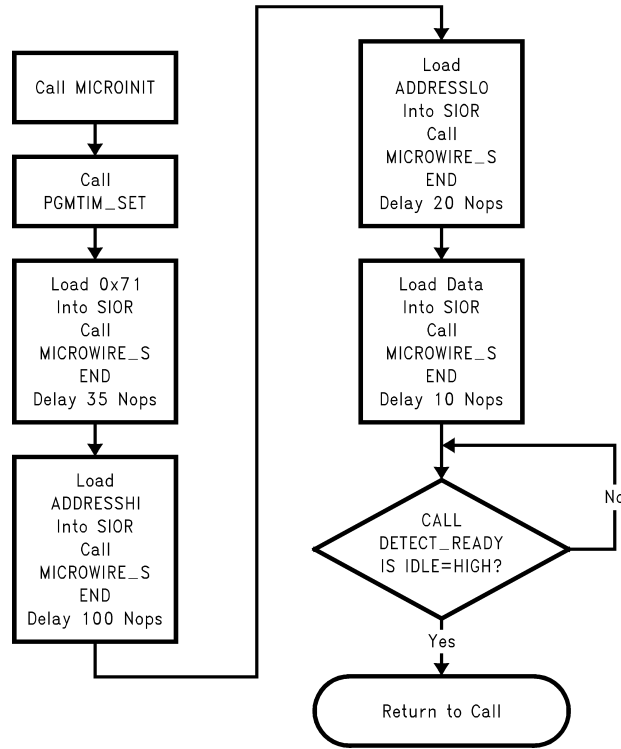 Call MICROINIT
Call
PGMTIM_SET
Load 0x71
Into SIOR
Call
MICROWIRE_S
END
Delay 35 Nops
Load
ADDRESSHI
Into SIOR
Call
MICROWIRE_S
END
Delay 100 Nops
Load
ADDRESSLO
Into SIOR
Call
MICROWIRE_S
END
Delay 20 Nops
Load Data
Into SIOR
Call
MICROWIRE_S
END
Delay 10 Nops
CALL
DETECT_READY
IS IDLE=HIGH?
No
Yes
Return to Call